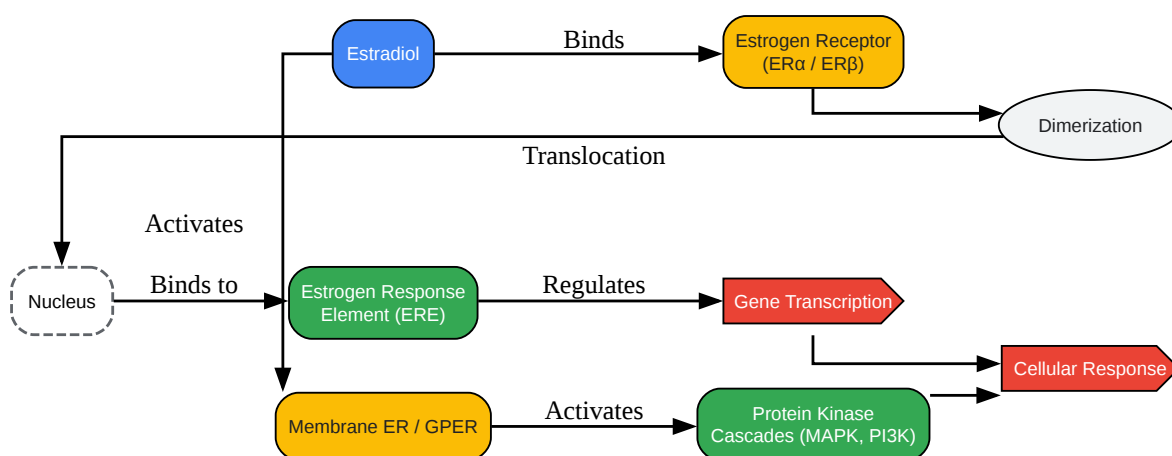 Estradiol
Binds
Estrogen Receptor
(ERα / ERβ)
Dimerization
Translocation
Activates
Nucleus
Binds to
Estrogen Response
Element (ERE)
Regulates
Gene Transcription
Cellular Response
Membrane ER / GPER
Activates
Protein Kinase
Cascades (MAPK, PI3K)